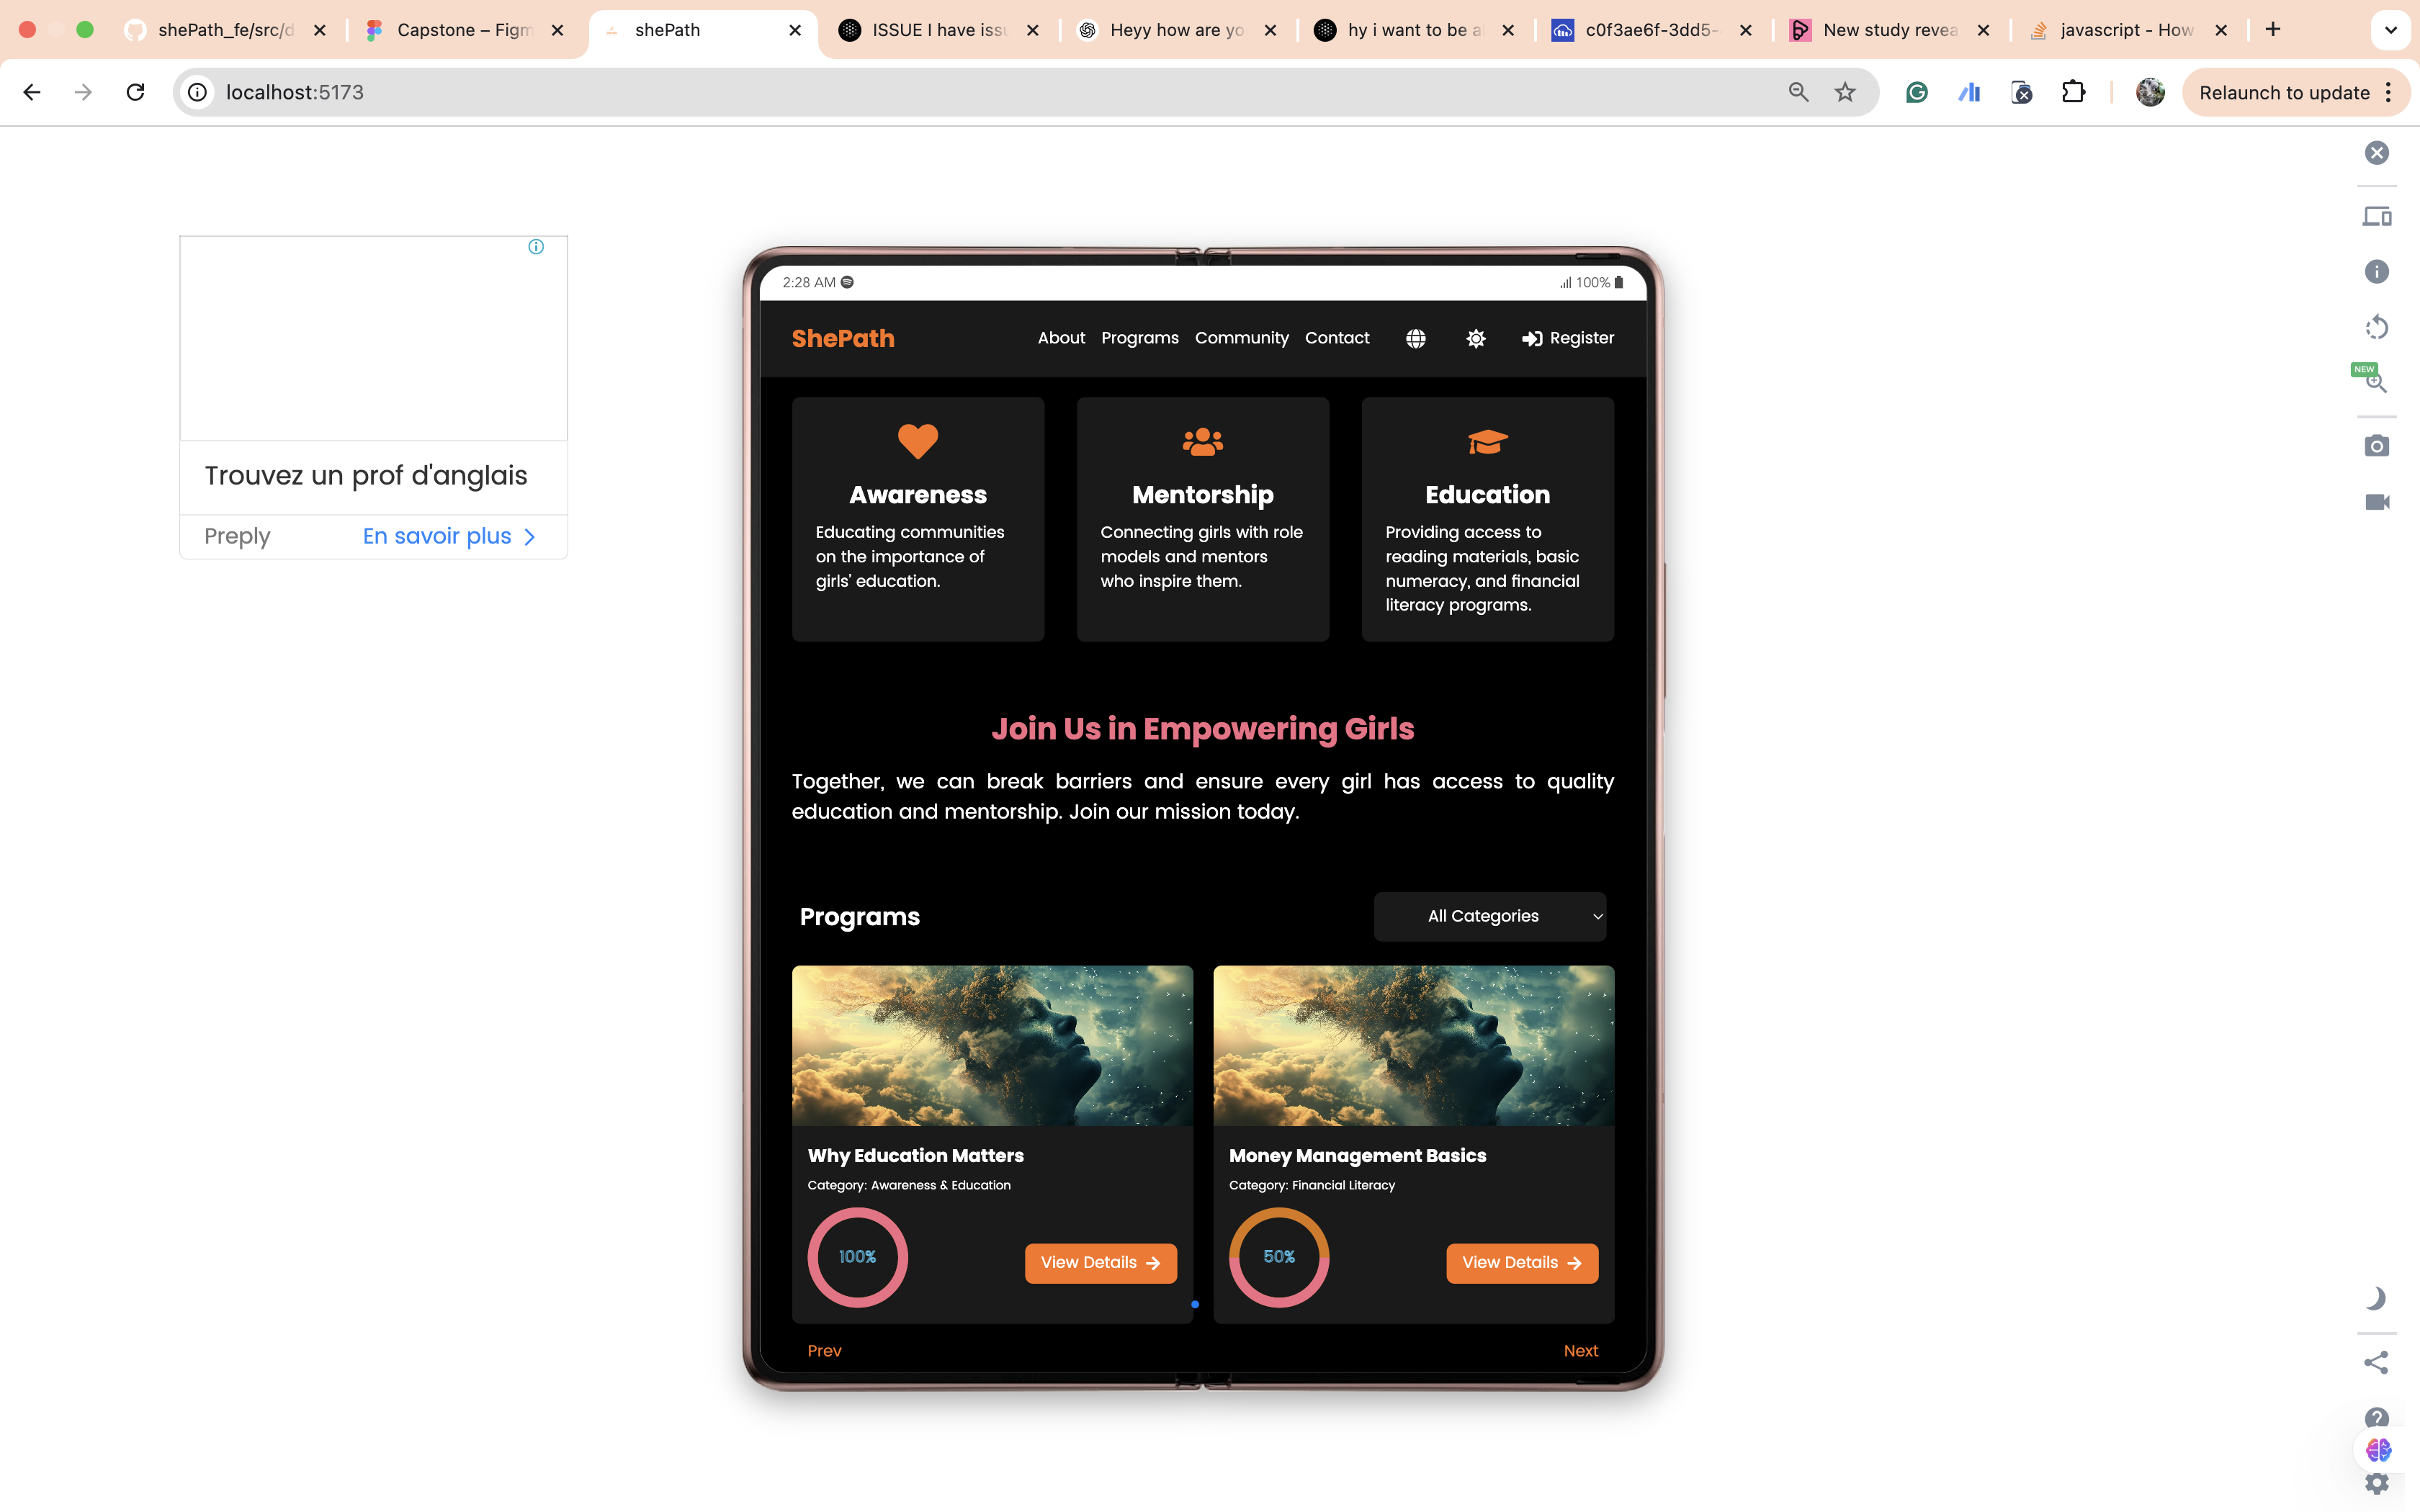 shePath_fe/src/d
Capstone – Figm
shePath
ISSUE I have issu
Heyy how are yo
hy i want to be a
c0f3ae6f-3dd5-
New study revea
javascript - How
localhost:5173
Relaunch to update
NEW
Trouvez un prof d'anglais
Preply
En savoir plus
2:28 AM
100%
ShePath
About
Programs
Community
Contact
Register
Awareness
Educating communities
on the importance of
girls' education.
Mentorship
Connecting girls with role
models and mentors
who inspire them.
Education
Providing access to
reading materials, basic
numeracy, and financial
literacy programs.
Join Us in Empowering Girls
Together, we can break barriers and ensure every girl has access to quality
education and mentorship. Join our mission today.
Programs
All Categories
Why Education Matters
Category: Awareness & Education
100%
View Details
Money Management Basics
Category: Financial Literacy
50%
View Details
Prev
Next